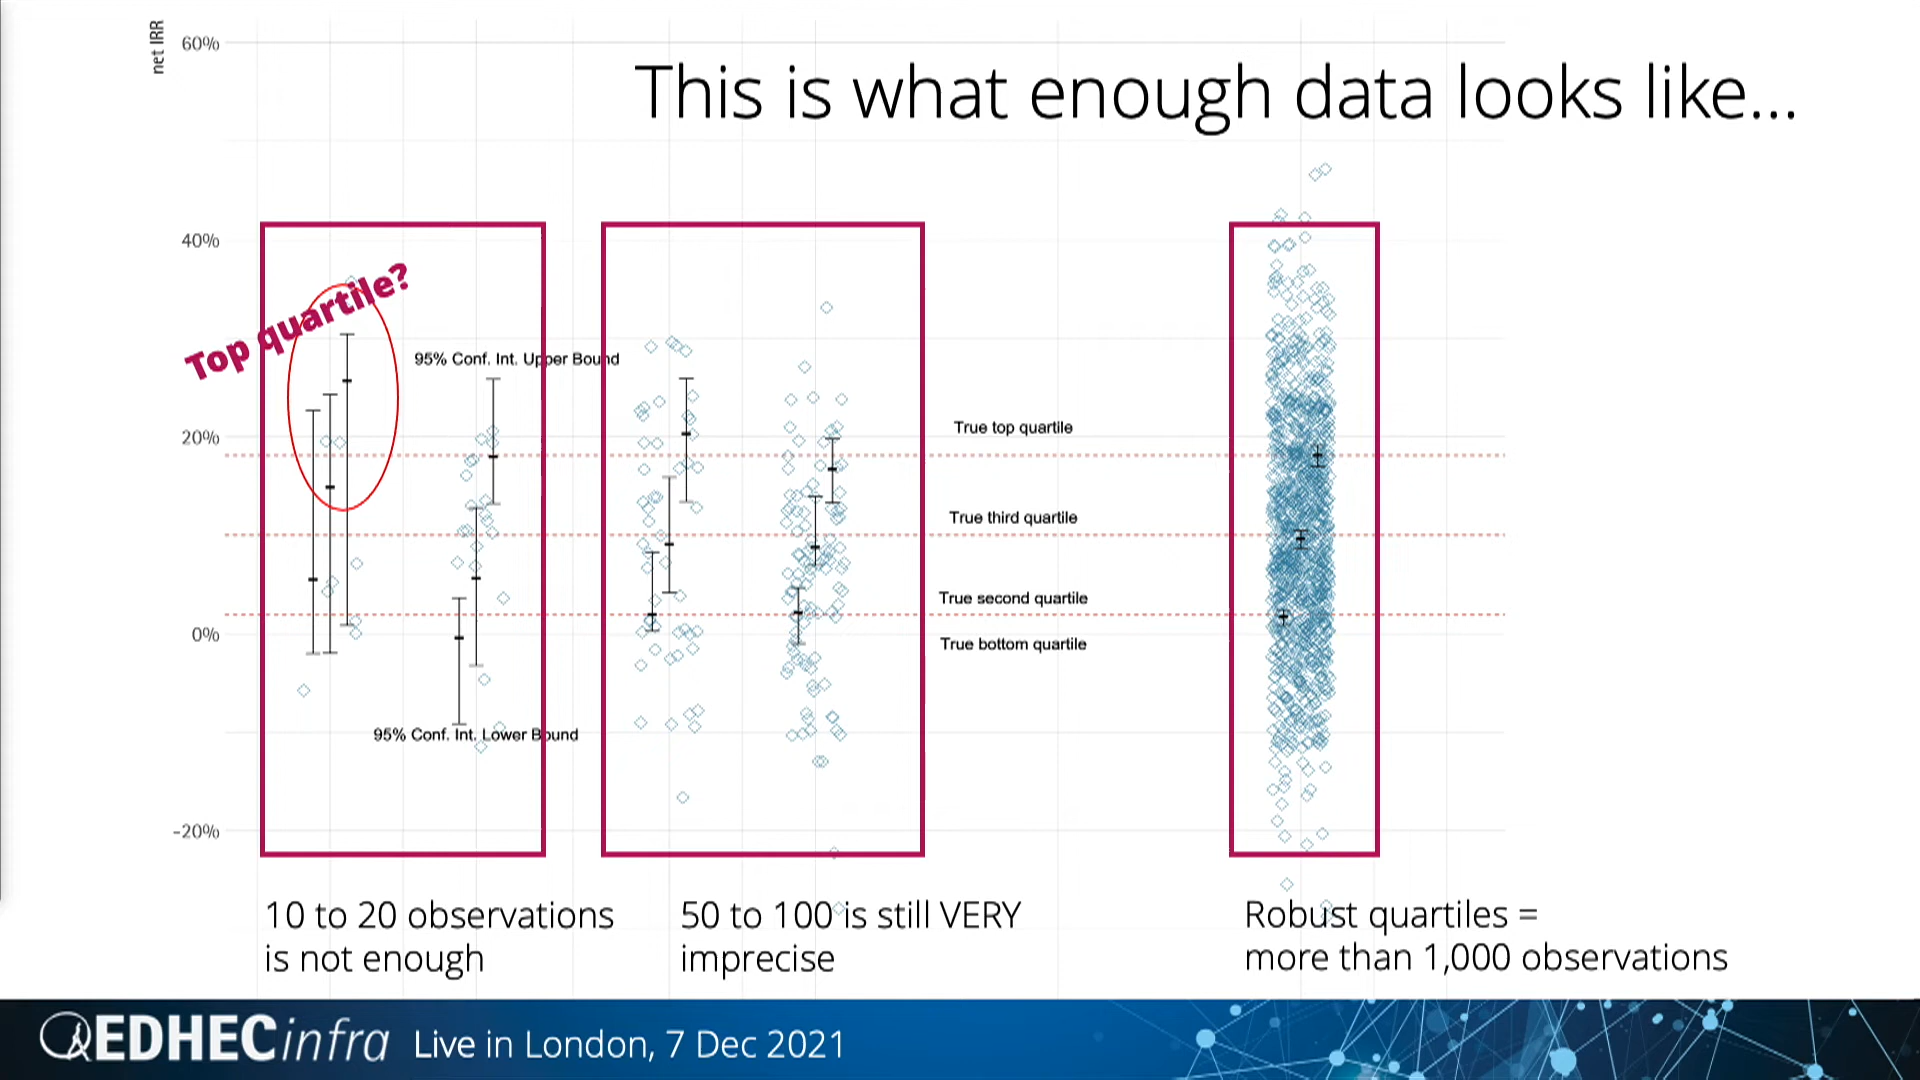 net IRR
60%
This is what enough data looks like...
40%
Top quartile?
95% Conf. Int. Upper Bound
20%
True top quartile
True third quartile
True second quartile
0%
True bottom quartile
95% Conf. Int. Lower Bound
-20%
10 to 20 observations
is not enough
50 to 100 is still VERY
imprecise
Robust quartiles =
more than 1,000 observations
EDHECinfra Live in London, 7 Dec 2021